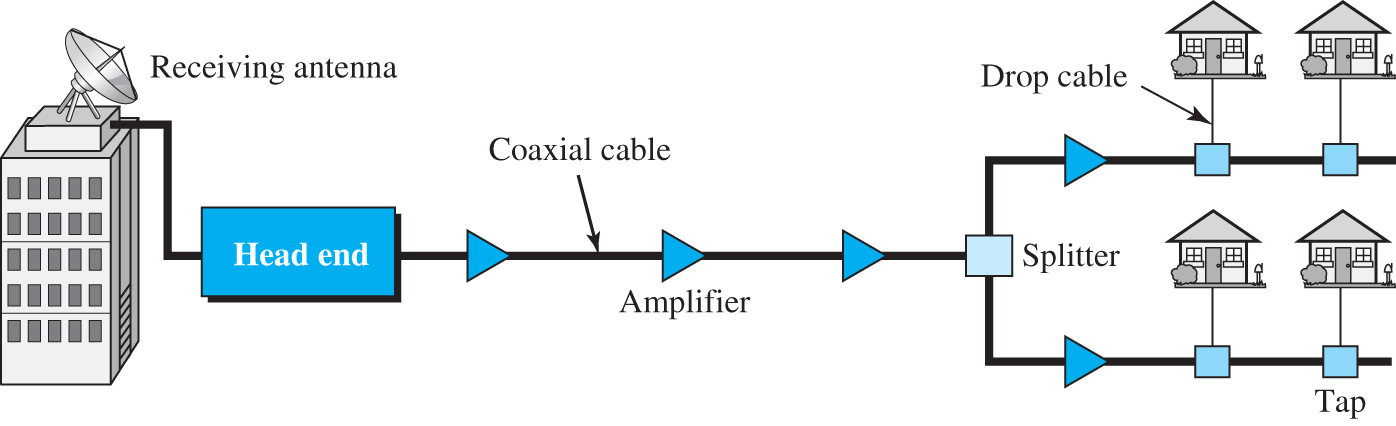 Receiving antenna
Drop cable
Coaxial cable
Head end
Splitter
Amplifier
Tap